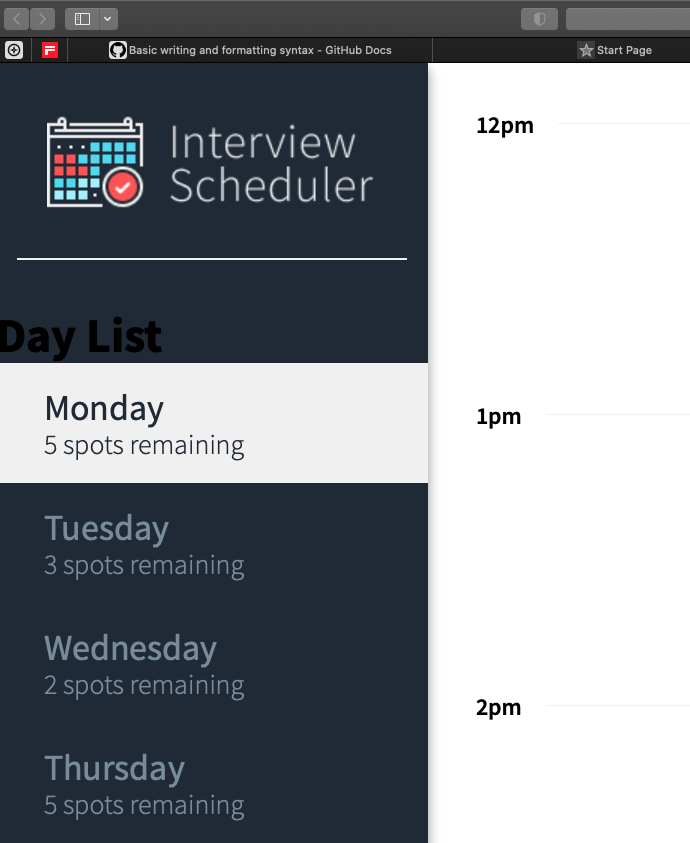 Basic writing and formatting syntax - GitHub Docs
Start Page
Interview
Scheduler
Day List
Monday
5 spots remaining
Tuesday
3 spots remaining
Wednesday
2 spots remaining
Thursday
5 spots remaining
12pm
1pm
2pm